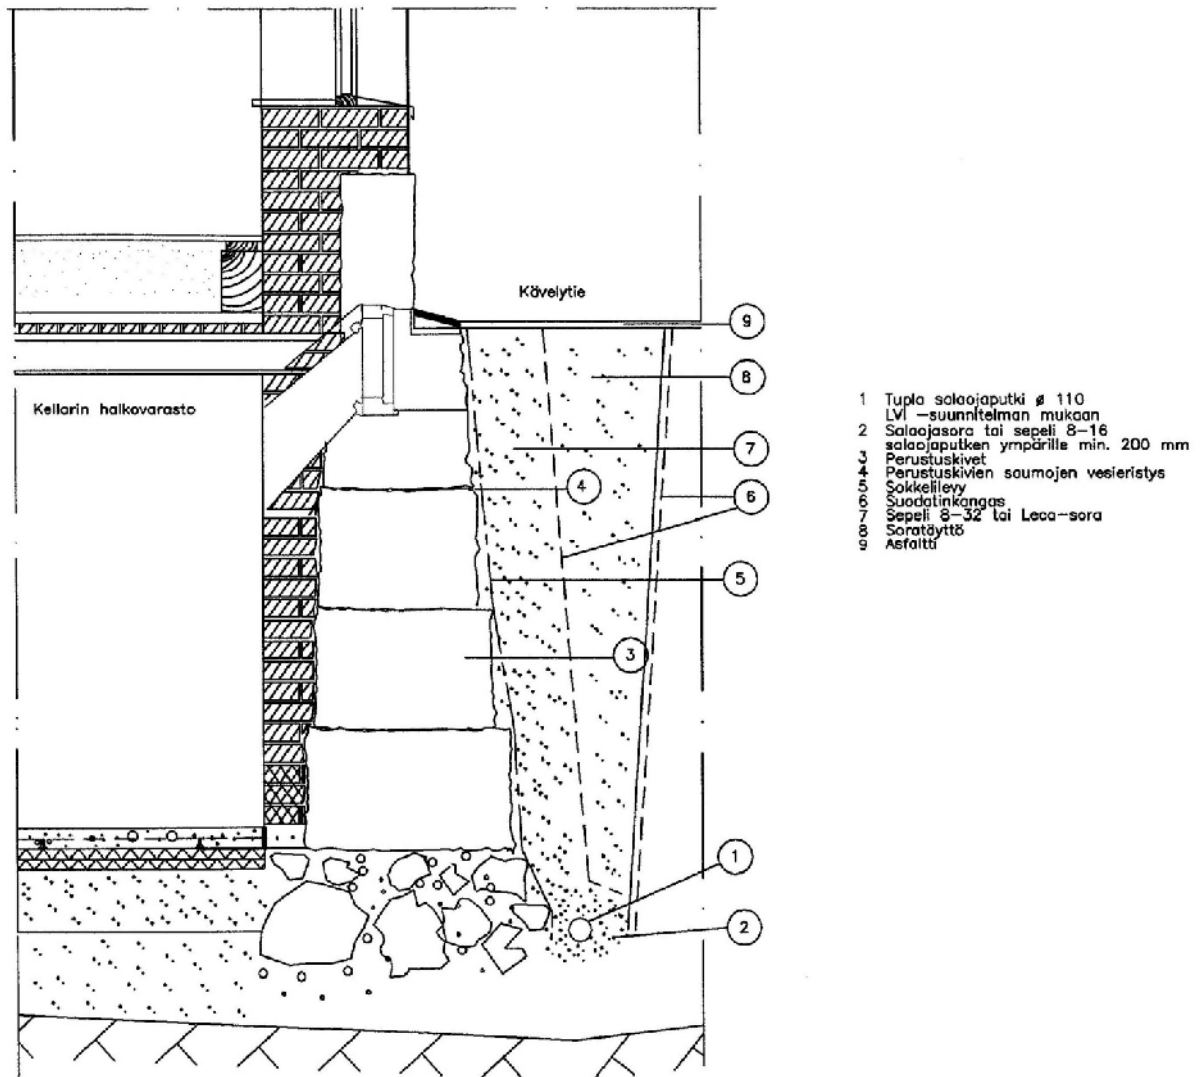 Kävelytie
9
8
Kellarin halkovarasto
7
4
6
5
3
1
2
1 Tupla salaojaputki ø 110
LVI –suunnitelman mukaan
2 Salaojasora tai sepeli 8–16
salaojaputken ympärille min. 200 mm
3 Perustuskivet
4 Perustuskivien saumojen vesieristys
5 Sokkelilevy
6 Suodatinkangas
7 Sepeli 8–32 tai Leca–sora
8 Soratäyttö
9 Asfaltti